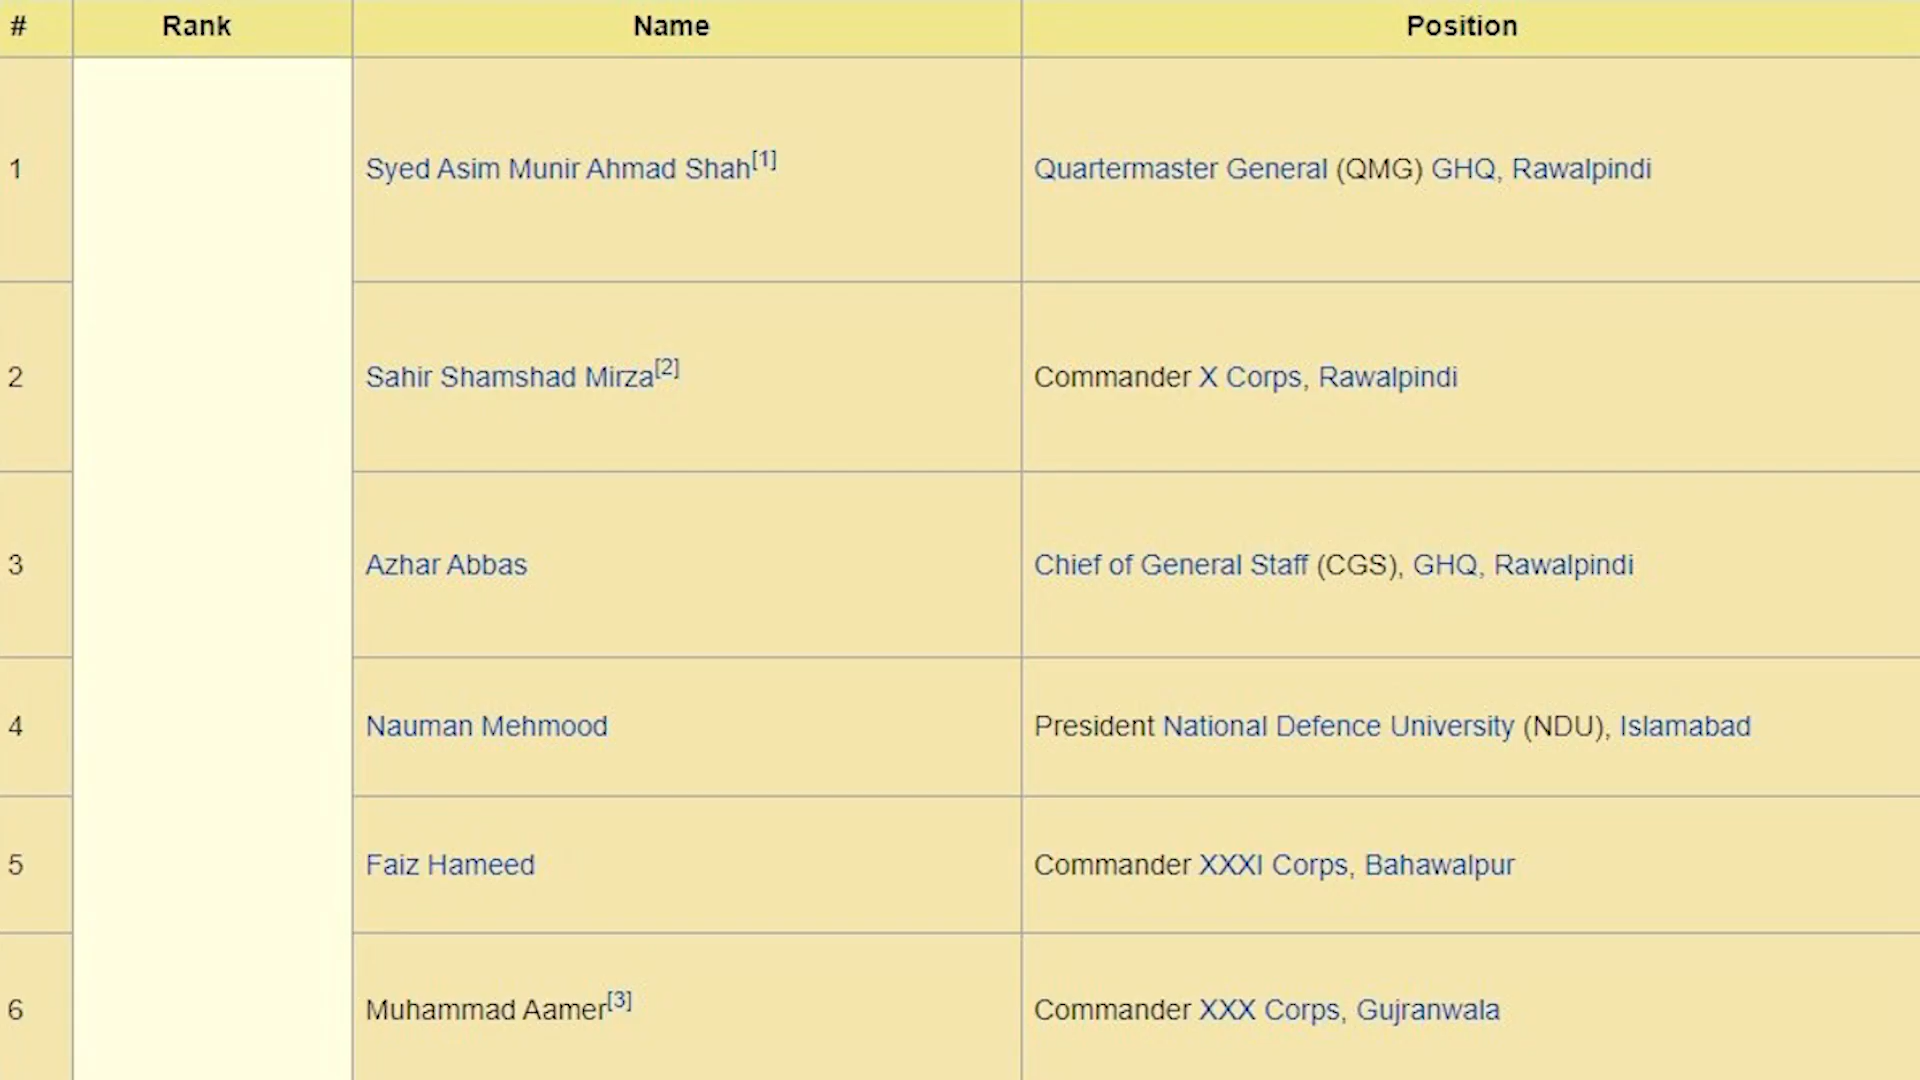 # Rank Name Position
1 Syed Asim Munir Ahmad Shah[1] Quartermaster General (QMG) GHQ, Rawalpindi
2 Sahir Shamshad Mirza[2] Commander X Corps, Rawalpindi
3 Azhar Abbas Chief of General Staff (CGS), GHQ, Rawalpindi
4 Nauman Mehmood President National Defence University (NDU), Islamabad
5 Faiz Hameed Commander XXXI Corps, Bahawalpur
6 Muhammad Aamer[3] Commander XXX Corps, Gujranwala